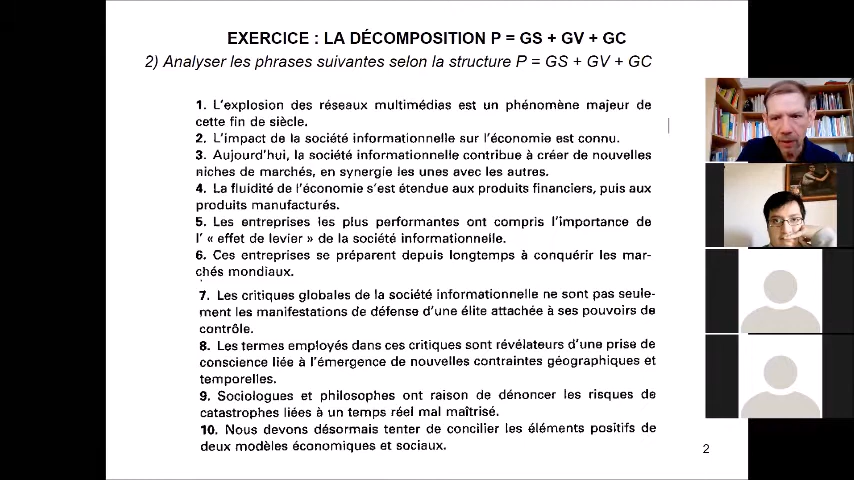 EXERCICE : LA DÉCOMPOSITION P = GS + GV + GC
2) Analyser les phrases suivantes selon la structure P = GS + GV + GC
1. L'explosion des réseaux multimédias est un phénomène majeur de
cette fin de siècle.
2. L'impact de la société informationnelle sur l'économie est connu.
3. Aujourd'hui, la société informationnelle contribue à créer de nouvelles
niches de marchés, en synergie les unes avec les autres.
4. La fluidité de l'économie s'est étendue aux produits financiers, puis aux
produits manufacturés.
5. Les entreprises les plus performantes ont compris l'importance de
l' « effet de levier » de la société informationnelle.
6. Ces entreprises se préparent depuis longtemps à conquérir les mar-
chés mondiaux.
7. Les critiques globales de la société informationnelle ne sont pas seule-
ment les manifestations de défense d'une élite attachée à ses pouvoirs de
contrôle.
8. Les termes employés dans ces critiques sont révélateurs d'une prise de
conscience liée à l'émergence de nouvelles contraintes géographiques et
temporelles.
9. Sociologues et philosophes ont raison de dénoncer les risques de
catastrophes liées à un temps réel mal maîtrisé.
10. Nous devons désormais tenter de concilier les éléments positifs de
deux modèles économiques et sociaux.
2